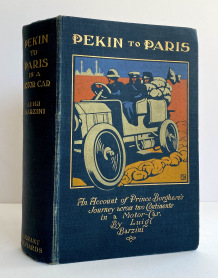 PEKIN
TO
PARIS
IN A
MOTOR CAR
LUIGI
BARZINI
GRANT
RICHARDS
PEKIN TO PARIS
An Account of Prince Borghese's
Journey across two Continents
in a Motor-Car.
By Luigi
Barzini